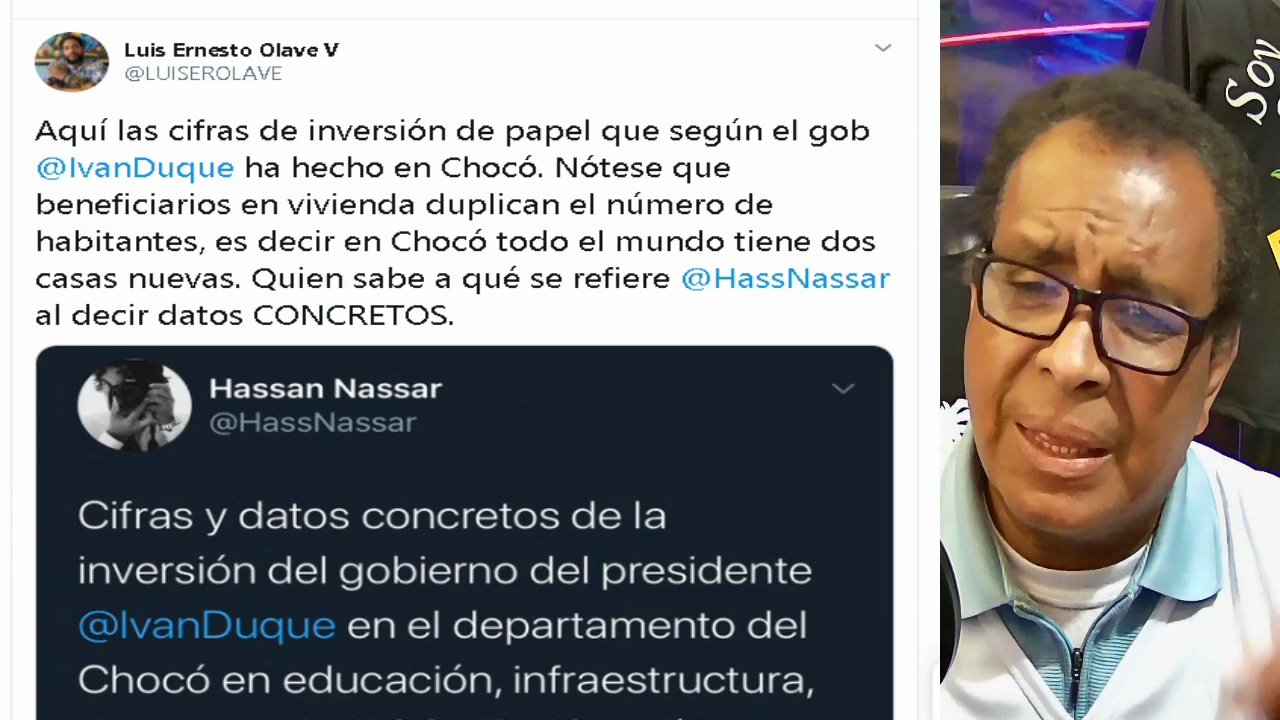 Luis Ernesto Olave V
@LUISEROLAVE
Aquí las cifras de inversión de papel que según el gob
@IvanDuque ha hecho en Chocó. Nótese que
beneficiarios en vivienda duplican el número de
habitantes, es decir en Chocó todo el mundo tiene dos
casas nuevas. Quien sabe a qué se refiere @HassNassar
al decir datos CONCRETOS.
Hassan Nassar
@HassNassar
Cifras y datos concretos de la
inversión del gobierno del presidente
@IvanDuque en el departamento del
Chocó en educación, infraestructura,
Soy